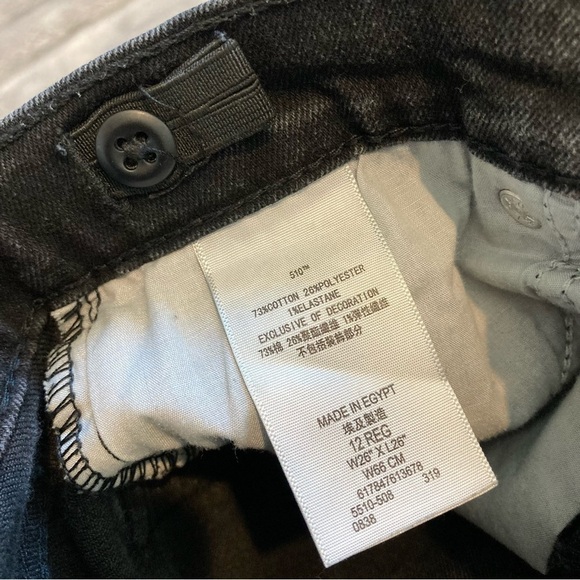 510™
73%COTTON 26%POLYESTER
1%ELASTANE
EXCLUSIVE OF DECORATION
73%棉 26%聚酯纖維 1%彈性纖維
不包括裝飾部分
MADE IN EGYPT
埃及製造
12 REG
W26" X L26"
W66 CM
617847613678
5510-508 319
0838